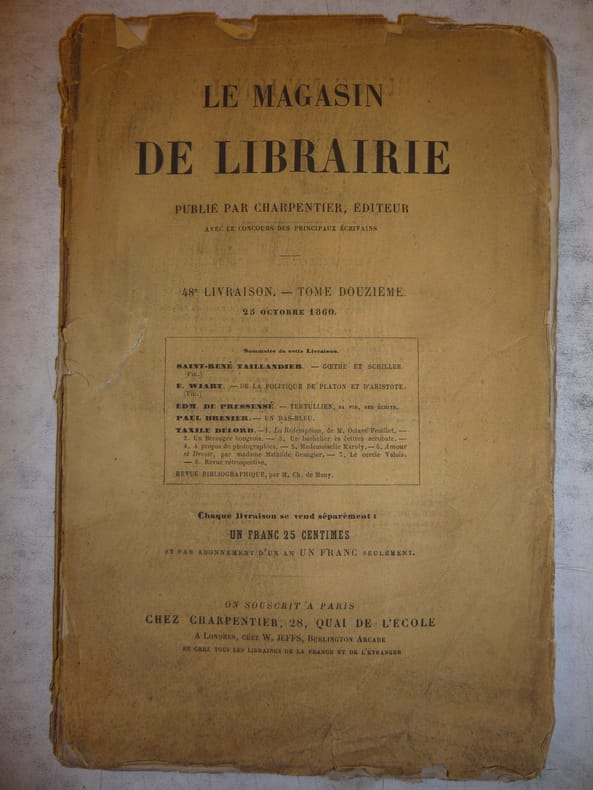 LE MAGASIN
DE LIBRAIRIE
PUBLIÉ PAR CHARPENTIER, ÉDITEUR
AVEC LE CONCOURS DES PRINCIPAUX ÉCRIVAINS
48e LIVRAISON. — TOME DOUZIÈME.
25 OCTOBRE 1860.
Sommaire de cette Livraison.
SAINT-RENÉ TAILLANDIER. — GŒTHE ET SCHILLER.
(Fin.)
E. WIART. — DE LA POLITIQUE DE PLATON ET D'ARISTOTE.
(Fin.)
EDM. DE PRESSENSÉ. — TERTULLIEN, SA VIE, SES ÉCRITS.
PAUL BRENIER. — UN BAS-BLEU.
TAXILE DELORD. — 1. La Rédemption, de M. Octave Feuillet. —
2. Un Béranger hongrois. — 3. Un bachelier ès lettres acrobate. —
4. A propos de photographies. — 5. Mademoiselle Karoly. — 6. Amour
et Devoir, par madame Mathilde Grangier. — 7. Le cercle Valois.
— 8. Revue rétrospective.
REVUE BIBLIOGRAPHIQUE, par M. Ch. de Mouy.
Chaque livraison se vend séparément :
UN FRANC 25 CENTIMES
ET PAR ABONNEMENT D'UN AN UN FRANC SEULEMENT.
ON SOUSCRIT A PARIS
CHEZ CHARPENTIER, 28, QUAI DE L'ÉCOLE
A LONDRES, CHEZ W. JEFFS, BURLINGTON ARCADE
ET CHEZ TOUS LES LIBRAIRES DE LA FRANCE ET DE L'ÉTRANGER